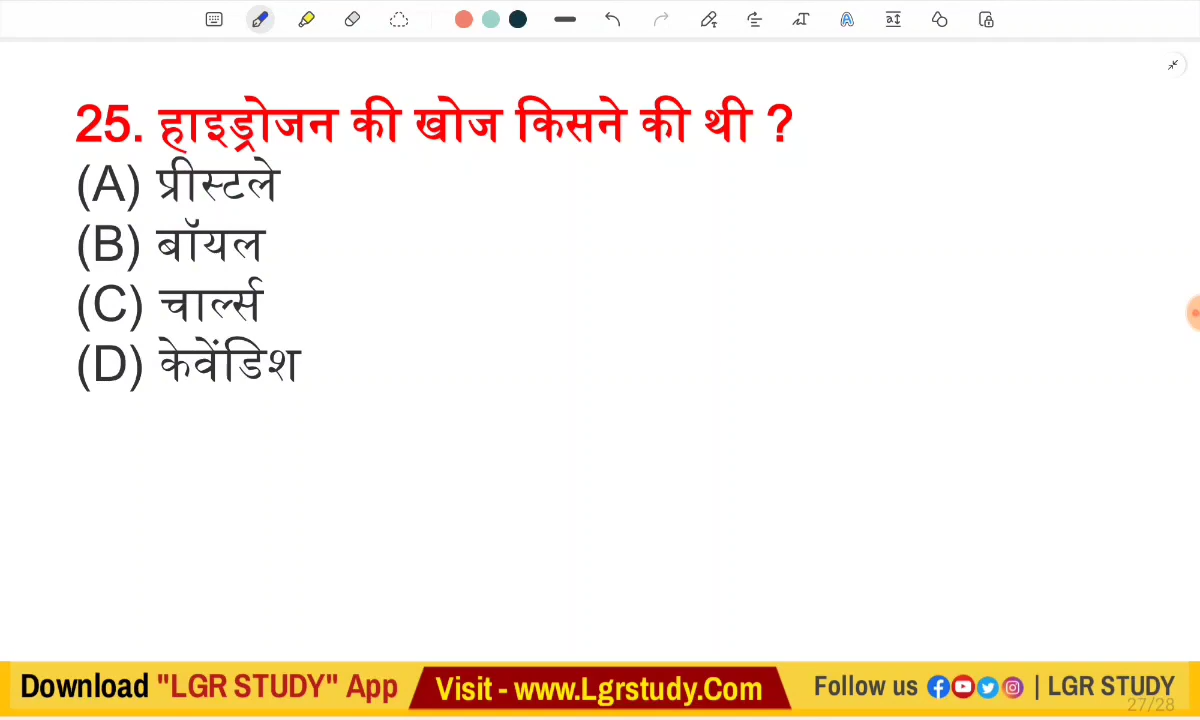 25. हाइड्रोजन की खोज किसने की थी ?
(A) प्रीस्टले
(B) बॉयल
(C) चार्ल्स
(D) केवेंडिश
Download "LGR STUDY" App Visit - www.Lgrstudy.Com Follow us | LGR STUDY
27/28